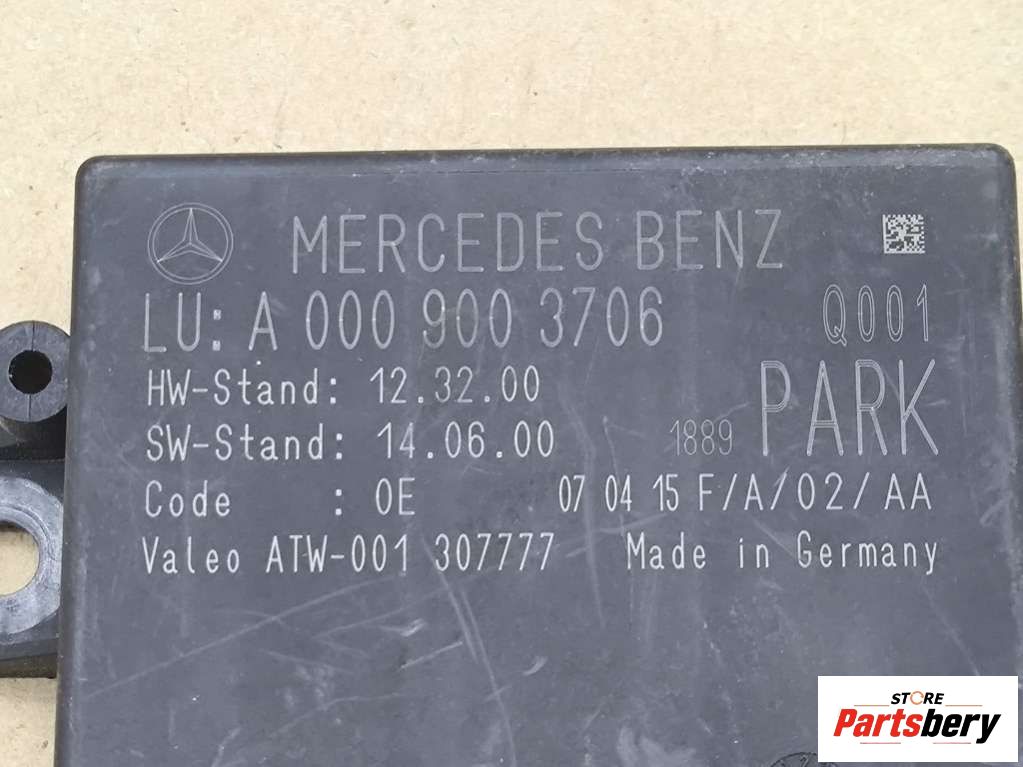 MERCEDES BENZ
LU: A 000 900 3706 Q001
HW-Stand: 12.32.00
SW-Stand: 14.06.00 1889 PARK
Code : 0E 07 04 15 F/A/02/AA
Valeo ATW-001 307777 Made in Germany
STORE
Partsbery